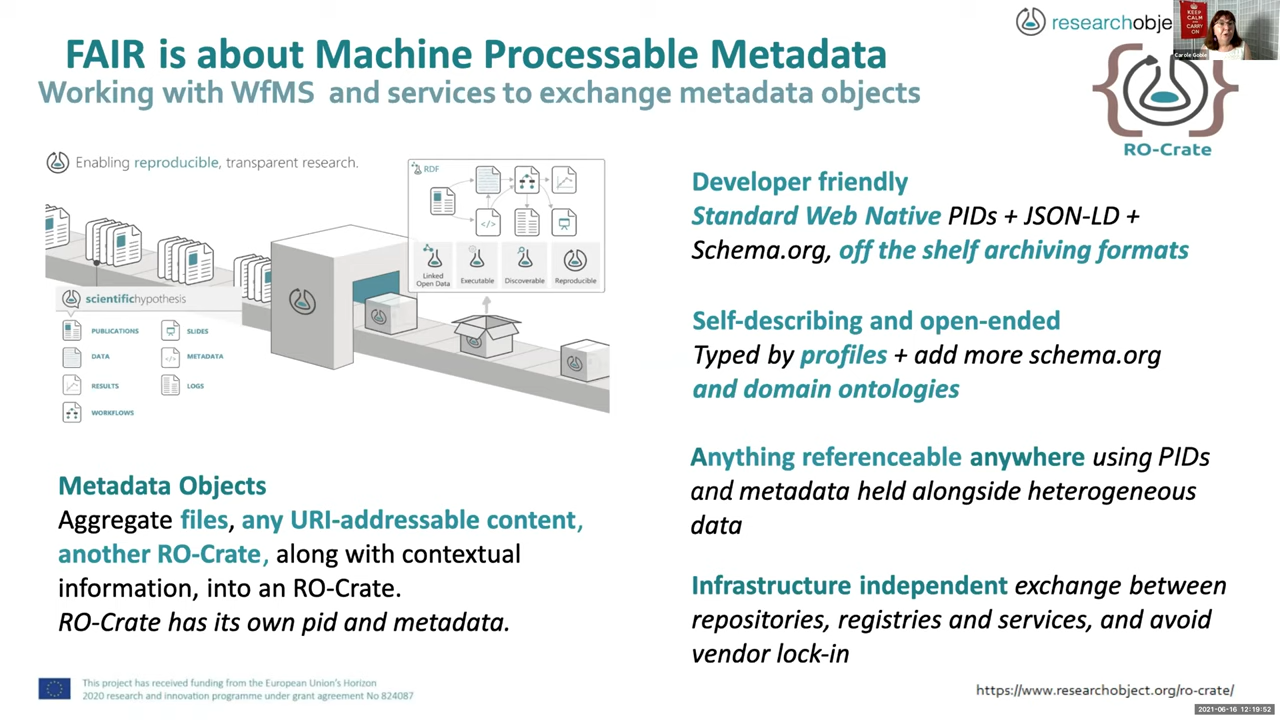 FAIR is about Machine Processable Metadata
Working with WfMS and services to exchange metadata objects
researchobje
KEEP
CALM
AND
CARRY
ON
Carole Goble
RO-Crate
Enabling reproducible, transparent research.
RDF
Linked
Open Data
Executable
Discoverable
Reproducible
scientifichypothesis
PUBLICATIONS
SLIDES
DATA
METADATA
RESULTS
LOGS
WORKFLOWS
Metadata Objects
Aggregate files, any URI-addressable content,
another RO-Crate, along with contextual
information, into an RO-Crate.
RO-Crate has its own pid and metadata.
Developer friendly
Standard Web Native PIDs + JSON-LD +
Schema.org, off the shelf archiving formats
Self-describing and open-ended
Typed by profiles + add more schema.org
and domain ontologies
Anything referenceable anywhere using PIDs
and metadata held alongside heterogeneous
data
Infrastructure independent exchange between
repositories, registries and services, and avoid
vendor lock-in
This project has received funding from the European Union's Horizon
2020 research and innovation programme under grant agreement No 824087
https://www.researchobject.org/ro-crate/
2021-06-16 12:19:52